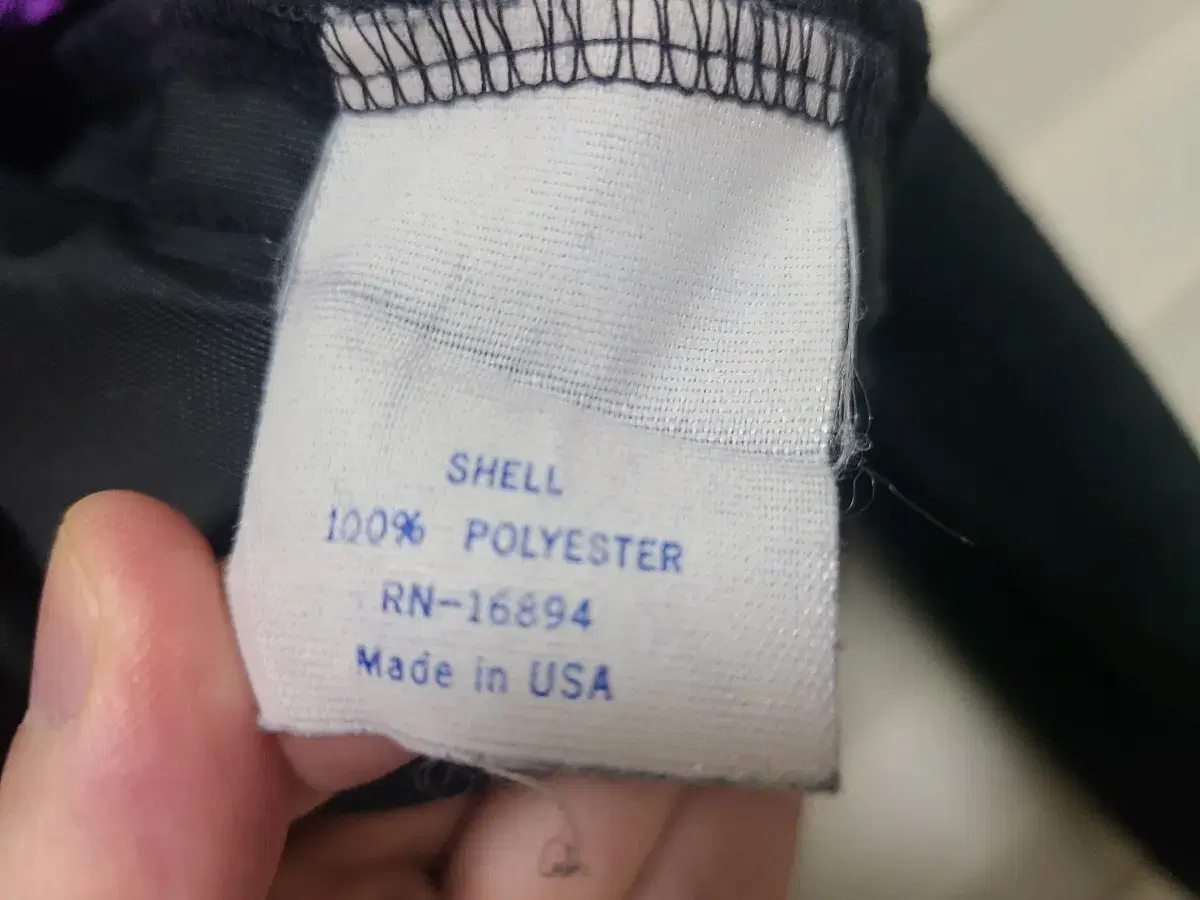 SHELL
100% POLYESTER
RN-16894
Made in USA